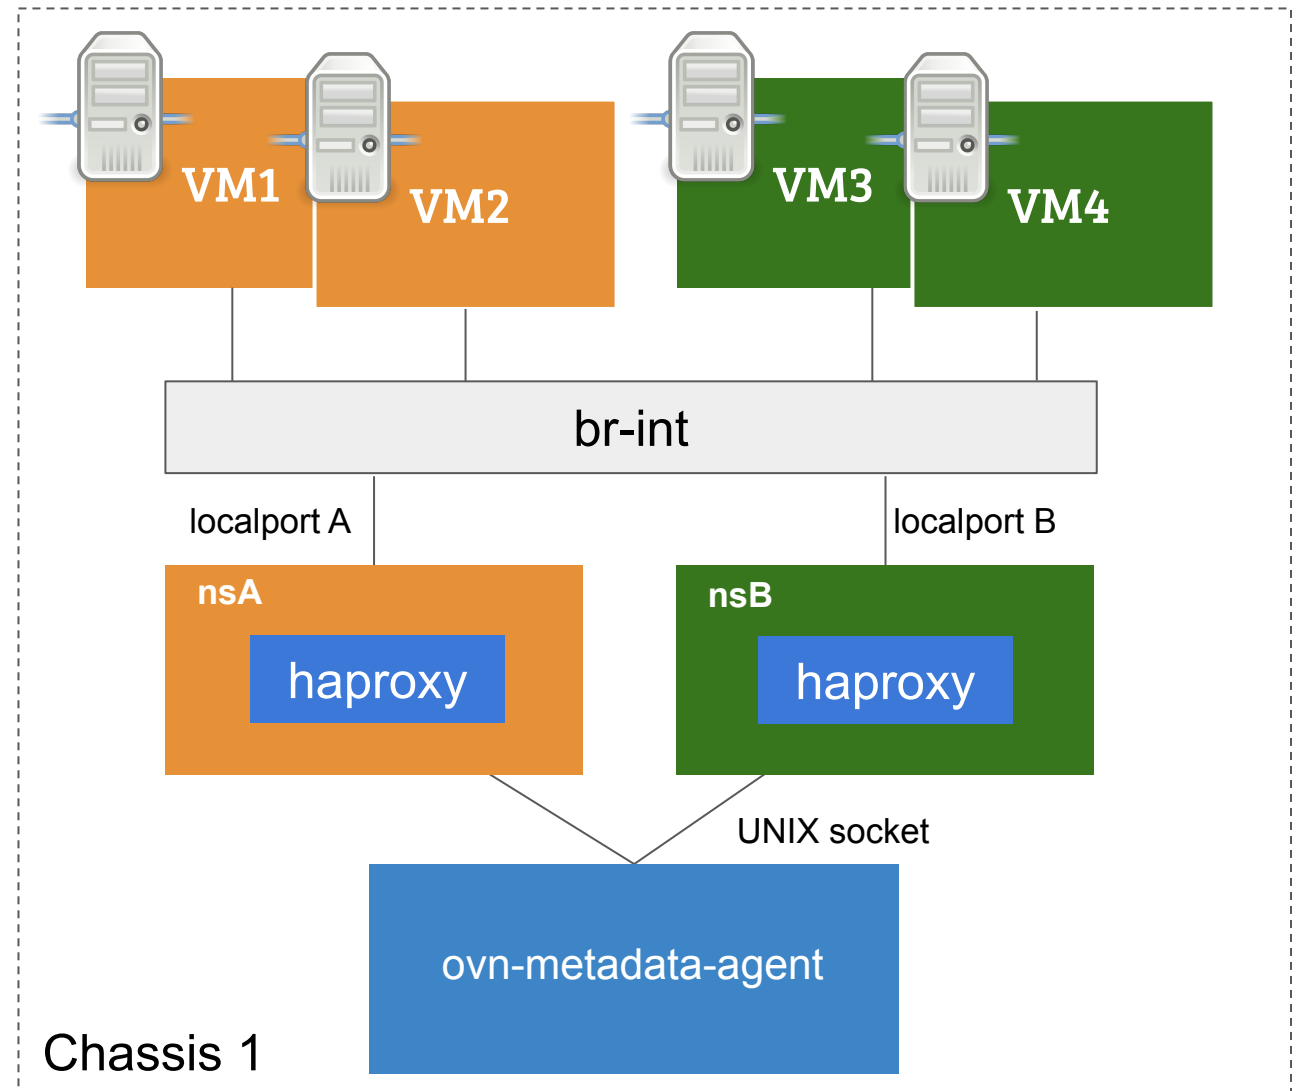 VM1
VM2
VM3
VM4
br-int
localport A
localport B
nsA
nsB
haproxy
haproxy
UNIX socket
ovn-metadata-agent
Chassis 1